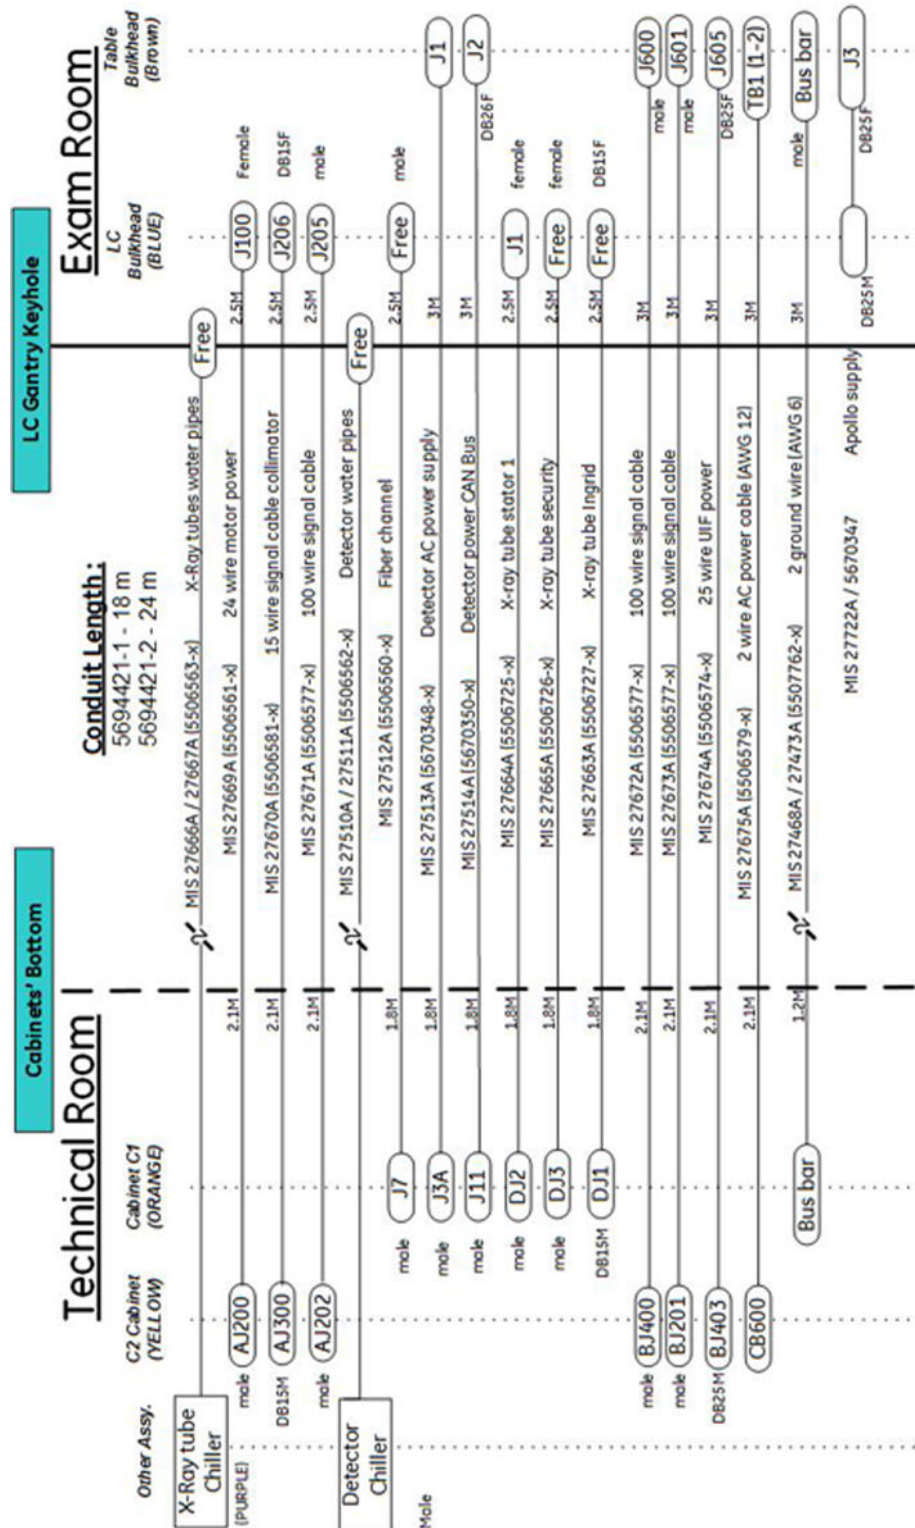 Cabinets' Bottom
LC Gantry Keyhole
Technical Room
Conduit Length:
5694421-1 - 18 m
5694421-2 - 24 m
Exam Room
Other Assy.
C2 Cabinet
(YELLOW)
Cabinet C1
(ORANGE)
LC
Bulkhead
(BLUE)
Table
Bulkhead
(Brown)
X-Ray tube
Chiller
MIS 27666A / 27667A (5506563-x) X-Ray tubes water pipes Free
(PURPLE)
male AJ200 2.1M MIS 27669A (5506561-x) 24 wire motor power 2.5M J100 Female
DB15M AJ300 2.1M MIS 27670A (5506581-x) 15 wire signal cable collimator 2.5M J206 DB15F
male AJ202 2.1M MIS 27671A (5506577-x) 100 wire signal cable 2.5M J205 male
Detector
Chiller
MIS 27510A / 27511A (5506562-x) Detector water pipes Free
male J7 1.8M MIS 27512A (5506560-x) Fiber channel 2.5M Free male
Male
male J3A 1.8M MIS 27513A (5670348-x) Detector AC power supply 3M J1
male J11 1.8M MIS 27514A (5670350-x) Detector power CAN Bus 3M DB26F J2
male DJ2 1.8M MIS 27664A (5506725-x) X-ray tube stator 1 2.5M J1 female
male DJ3 1.8M MIS 27665A (5506726-x) X-ray tube security 2.5M Free female
DB15M DJ1 1.8M MIS 27663A (5506727-x) X-ray tube Ingrid 2.5M Free DB15F
male BJ400 2.1M MIS 27672A (5506577-x) 100 wire signal cable 3M male J600
male BJ201 2.1M MIS 27673A (5506577-x) 100 wire signal cable 3M male J601
DB25M BJ403 2.1M MIS 27674A (5506574-x) 25 wire UIF power 3M DB25F J605
CB600 2.1M MIS 27675A (5506579-x) 2 wire AC power cable (AWG 12) 3M TB1 (1-2)
Bus bar 1.2M MIS 27468A / 27473A (5507762-x) 2 ground wire (AWG 6) 3M male Bus bar
MIS 27722A / 5670347 Apollo supply DB25M DB25F J3